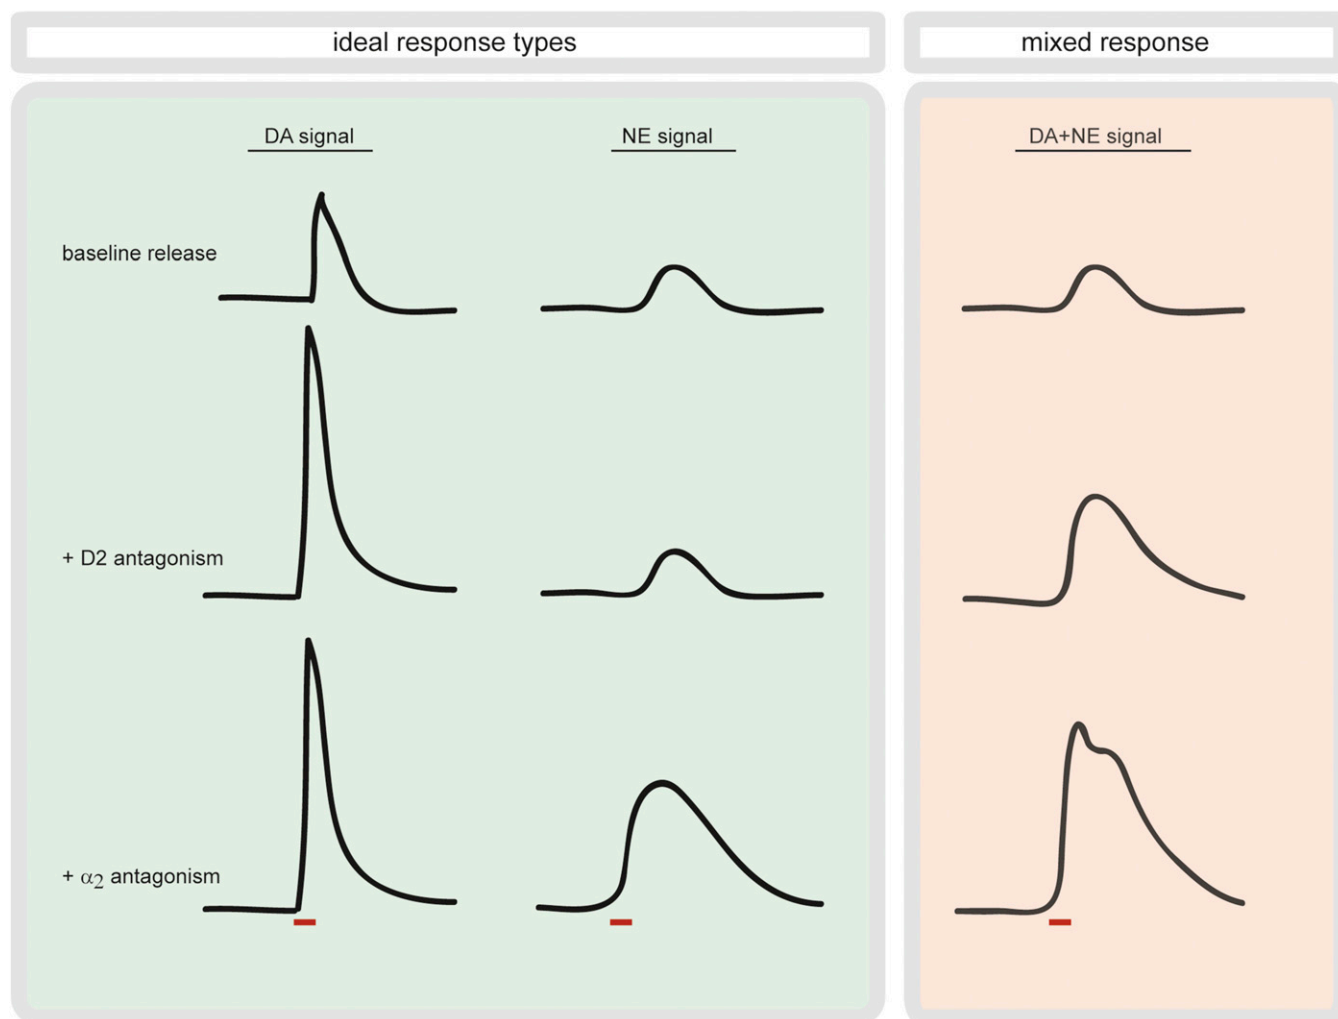 ideal response types
mixed response
DA signal
NE signal
DA+NE signal
baseline release
+ D2 antagonism
+ α2 antagonism